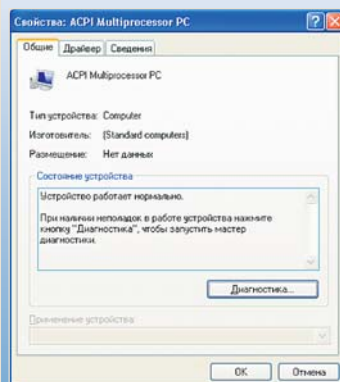 Свойства: ACPI Multiprocessor PC
Общие Драйвер Сведения
ACPI Multiprocessor PC
Тип устройства: Computer
Изготовитель: (Standard computers)
Размещение: Нет данных
Состояние устройства
Устройство работает нормально.
При наличии неполадок в работе устройства нажмите
кнопку "Диагностика", чтобы запустить мастер
диагностики.
Диагностика...
Применение устройства:
ОК Отмена